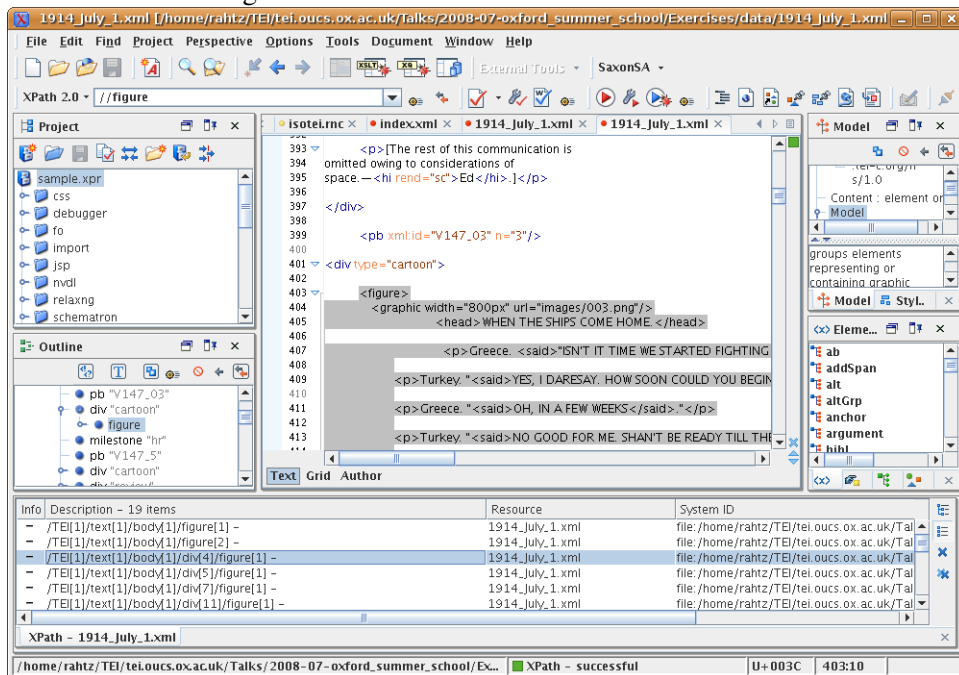 1914_July_1.xml [/home/rahtz/TEI/tei.oucs.ox.ac.uk/Talks/2008-07-oxford_summer_school/Exercises/data/1914_July_1.xml
File Edit Find Project Perspective Options Tools Document Window Help
External Tools SaxonSA
XPath 2.0 //figure
Project
sample.xpr
css
debugger
fo
import
jsp
nvdl
relaxng
schematron
Outline
pb "V147_03"
div "cartoon"
figure
milestone "hr"
pb "V147_5"
div "cartoon"
isotei.rnc × index.xml × 1914_July_1.xml × 1914_July_1.xml ×
393 <p>[The rest of this communication is
394 omitted owing to considerations of
395 space.—<hi rend="sc">Ed</hi>.]</p>
396
397 </div>
398
399 <pb xml:id="V147_03" n="3"/>
400
401 <div type="cartoon">
402
403 <figure>
404 <graphic width="800px" url="images/003.png"/>
405 <head>WHEN THE SHIPS COME HOME.</head>
406
407 <p>Greece. <said>"ISN'T IT TIME WE STARTED FIGHTING
408
409 <p>Turkey. "<said>YES, I DARESAY. HOW SOON COULD YOU BEGIN
410
411 <p>Greece. "<said>OH, IN A FEW WEEKS</said>."</p>
412
413 <p>Turkey. "<said>NO GOOD FOR ME. SHAN'T BE READY TILL THE
Text Grid Author
Model
s/1.0
Content : element or
Model
groups elements
representing or
containing graphic
Model Styl..
Eleme...
ab
addSpan
alt
altGrp
anchor
argument
bibl
Info Description – 19 items Resource System ID
/TEI[1]/text[1]/body[1]/figure[1] – 1914_July_1.xml file:/home/rahtz/TEI/tei.oucs.ox.ac.uk/Tal
/TEI[1]/text[1]/body[1]/figure[2] – 1914_July_1.xml file:/home/rahtz/TEI/tei.oucs.ox.ac.uk/Tal
/TEI[1]/text[1]/body[1]/div[4]/figure[1] – 1914_July_1.xml file:/home/rahtz/TEI/tei.oucs.ox.ac.uk/Tal
/TEI[1]/text[1]/body[1]/div[5]/figure[1] – 1914_July_1.xml file:/home/rahtz/TEI/tei.oucs.ox.ac.uk/Tal
/TEI[1]/text[1]/body[1]/div[7]/figure[1] – 1914_July_1.xml file:/home/rahtz/TEI/tei.oucs.ox.ac.uk/Tal
/TEI[1]/text[1]/body[1]/div[11]/figure[1] – 1914_July_1.xml file:/home/rahtz/TEI/tei.oucs.ox.ac.uk/Tal
XPath – 1914_July_1.xml
/home/rahtz/TEI/tei.oucs.ox.ac.uk/Talks/2008-07-oxford_summer_school/Ex... XPath – successful U+003C 403:10